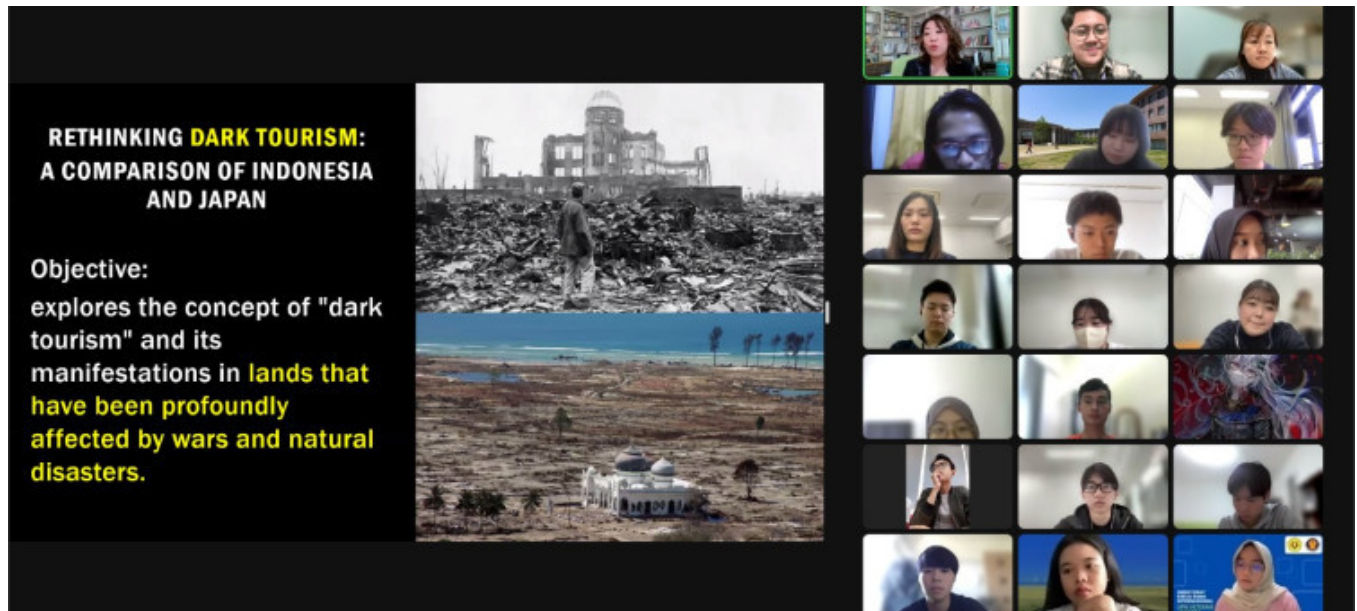 RETHINKING DARK TOURISM:
A COMPARISON OF INDONESIA
AND JAPAN
Objective:
explores the concept of "dark
tourism" and its
manifestations in lands that
have been profoundly
affected by wars and natural
disasters.